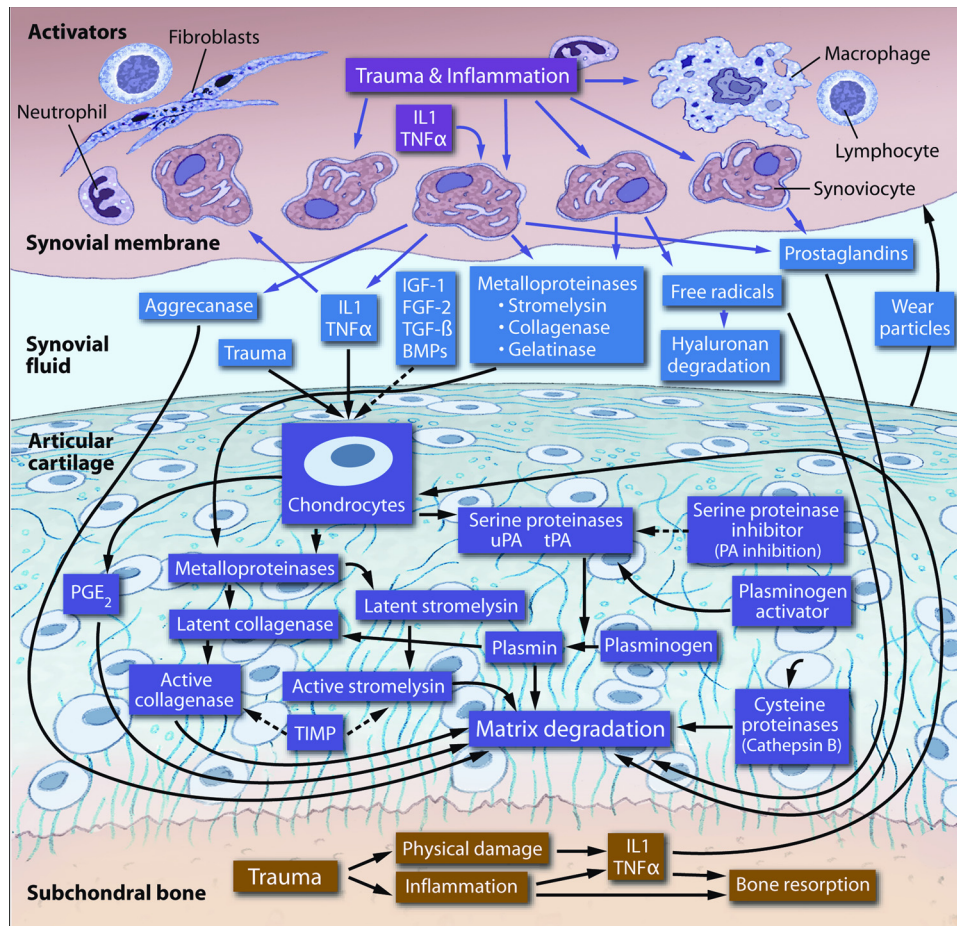 Activators
Fibroblasts
Neutrophil
Trauma & Inflammation
IL1
TNFα
Macrophage
Lymphocyte
Synoviocyte
Synovial membrane
Prostaglandins
Aggrecanase
IL1
TNFα
IGF-1
FGF-2
TGF-ß
BMPs
Metalloproteinases
• Stromelysin
• Collagenase
• Gelatinase
Free radicals
Wear
particles
Synovial
fluid
Trauma
Hyaluronan
degradation
Articular
cartilage
Chondrocytes
Serine proteinases
uPA tPA
Serine proteinase
inhibitor
(PA inhibition)
PGE2
Metalloproteinases
Latent stromelysin
Plasminogen
activator
Latent collagenase
Plasmin
Plasminogen
Active
collagenase
Active stromelysin
TIMP
Matrix degradation
Cysteine
proteinases
(Cathepsin B)
Subchondral bone
Trauma
Physical damage
Inflammation
IL1
TNFα
Bone resorption